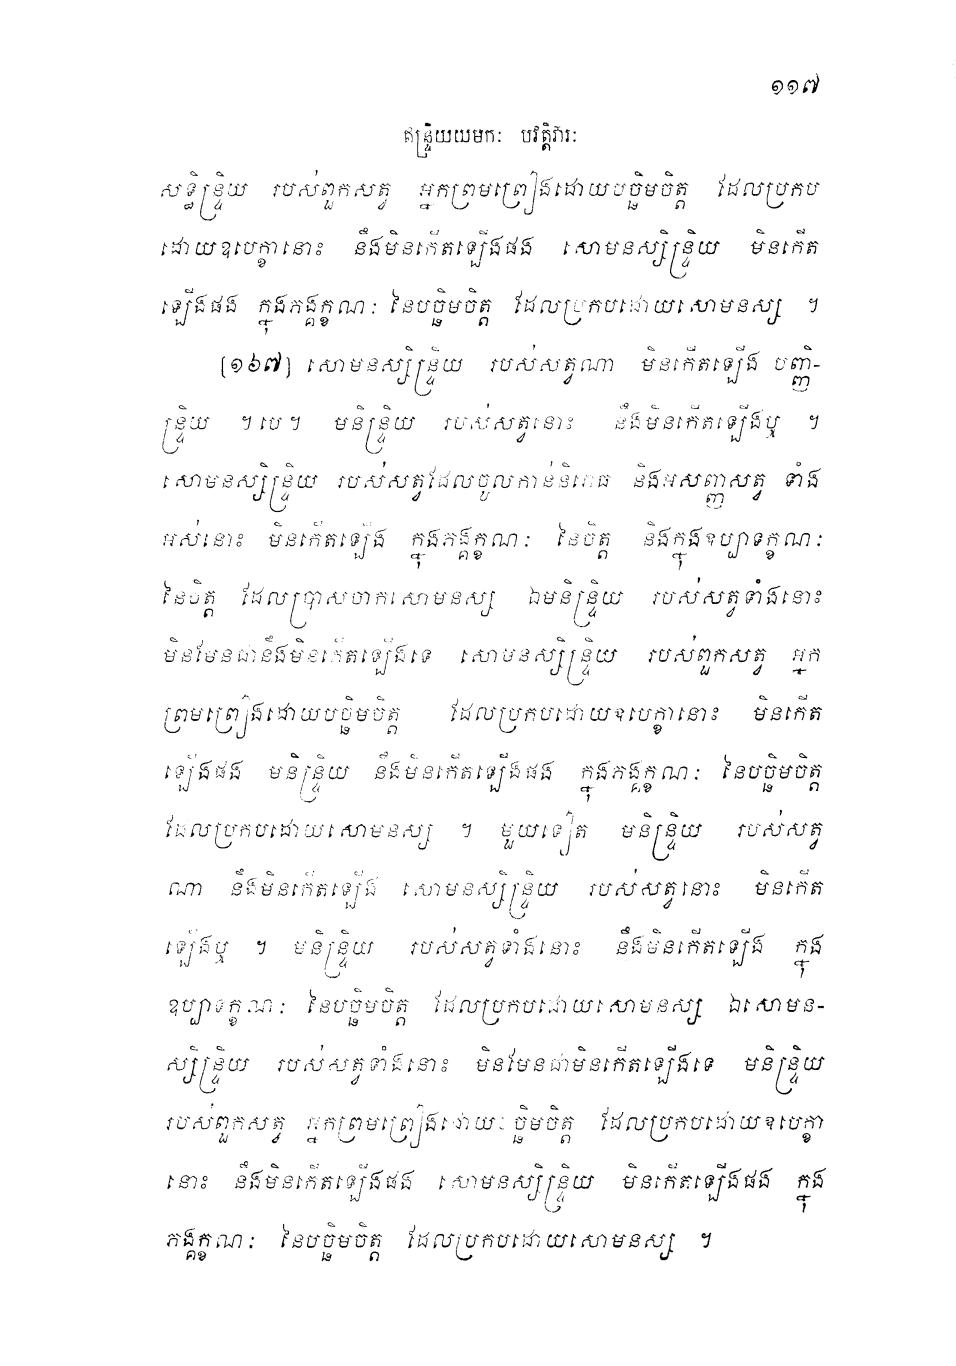 ១១៧
ឥន្ទ្រិយយមកៈ បវត្តិវារៈ
សទ្ធិន្ទ្រិយ របស់ពួកសត្វ អ្នកព្រមព្រៀងដោយបច្ឆិមចិត្ត ដែលប្រកប
ដោយឧបេក្ខានោះ នឹងមិនកើតឡើងផង សោមនស្សិន្ទ្រិយ មិនកើត
ឡើងផង ក្នុងភង្គក្ខណៈ នៃបច្ឆិមចិត្ត ដែលប្រកបដោយសោមនស្ស ។
[១៦៧] សោមនស្សិន្ទ្រិយ របស់សត្វណា មិនកើតឡើង បញ្ញិ-
ន្ទ្រិយ ។បេ។ មនិន្ទ្រិយ របស់សត្វនោះ នឹងមិនកើតឡើងឬ ។
សោមនស្សិន្ទ្រិយ របស់សត្វដែលចូលកាន់និរោធ និងអសញ្ញសត្វ ទាំង
អស់នោះ មិនកើតឡើង ក្នុងភង្គក្ខណៈ នៃចិត្ត និងក្នុងឧប្បាទក្ខណៈ
នៃចិត្ត ដែលប្រាសចាកសោមនស្ស ឯមនិន្ទ្រិយ របស់សត្វទាំងនោះ
មិនមែនជានឹងមិនកើតឡើងទេ សោមនស្សិន្ទ្រិយ របស់ពួកសត្វ អ្នក
ព្រមព្រៀងដោយបច្ឆិមចិត្ត ដែលប្រកបដោយឧបេក្ខានោះ មិនកើត
ឡើងផង មនិន្ទ្រិយ នឹងមិនកើតឡើងផង ក្នុងភង្គក្ខណៈ នៃបច្ឆិមចិត្ត
ដែលប្រកបដោយសោមនស្ស ។ មួយទៀត មនិន្ទ្រិយ របស់សត្វ
ណា នឹងមិនកើតឡើង សោមនស្សិន្ទ្រិយ របស់សត្វនោះ មិនកើត
ឡើងឬ ។ មនិន្ទ្រិយ របស់សត្វទាំងនោះ នឹងមិនកើតឡើង ក្នុង
ឧប្បាទក្ខណៈ នៃបច្ឆិមចិត្ត ដែលប្រកបដោយសោមនស្ស ឯសោមន-
ស្សិន្ទ្រិយ របស់សត្វទាំងនោះ មិនមែនជាមិនកើតឡើងទេ មនិន្ទ្រិយ
របស់ពួកសត្វ អ្នកព្រមព្រៀងដោយបច្ឆិមចិត្ត ដែលប្រកបដោយឧបេក្ខា
នោះ នឹងមិនកើតឡើងផង សោមនស្សិន្ទ្រិយ មិនកើតឡើងផង ក្នុង
ភង្គក្ខណៈ នៃបច្ឆិមចិត្ត ដែលប្រកបដោយសោមនស្ស ។